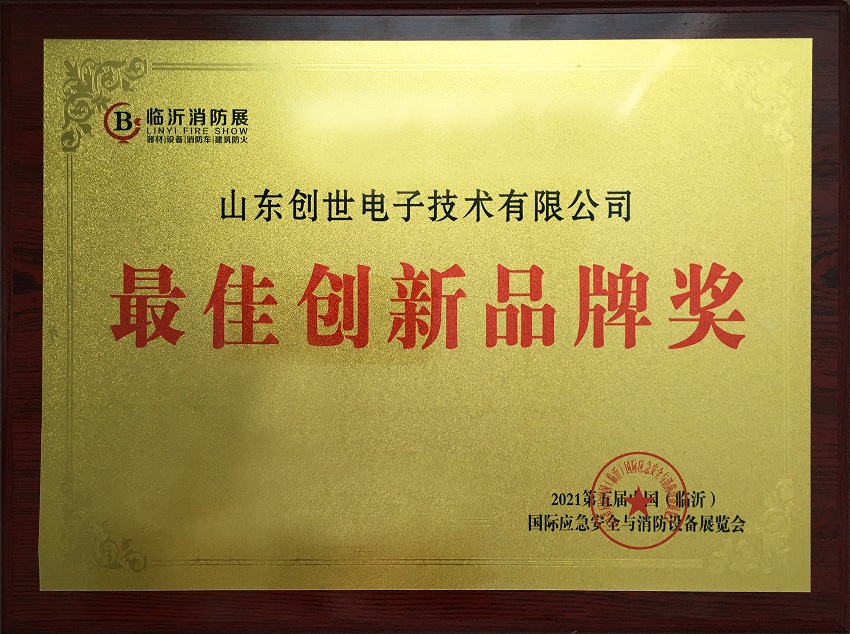 临沂消防展
LINYI FIRE SHOW
器材|设备|消防车|建筑防火
山东创世电子技术有限公司
最佳创新品牌奖
2021第五届中国（临沂）
国际应急安全与消防设备展览会